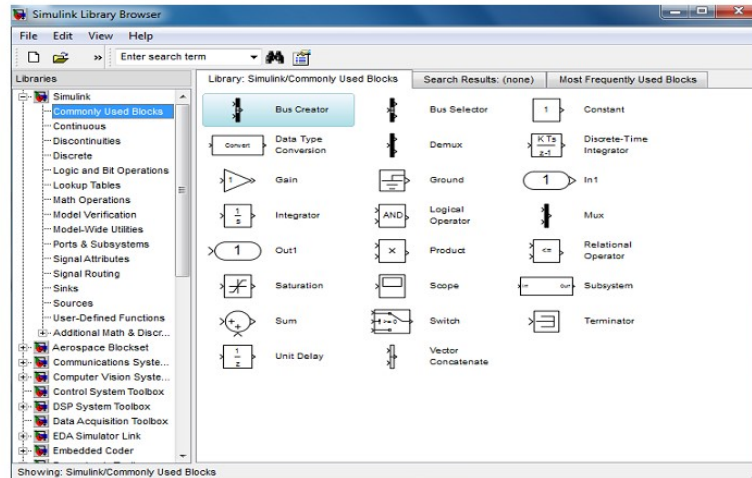 Simulink Library Browser
File Edit View Help
» Enter search term
Libraries
Library: Simulink/Commonly Used Blocks
Search Results: (none)
Most Frequently Used Blocks
Simulink
Commonly Used Blocks
Continuous
Discontinuities
Discrete
Logic and Bit Operations
Lookup Tables
Math Operations
Model Verification
Model-Wide Utilities
Ports & Subsystems
Signal Attributes
Signal Routing
Sinks
Sources
User-Defined Functions
Additional Math & Discr...
Aerospace Blockset
Communications Syste...
Computer Vision Syste...
Control System Toolbox
DSP System Toolbox
Data Acquisition Toolbox
EDA Simulator Link
Embedded Coder
Bus Creator
Bus Selector
1 Constant
Convert Data Type
Conversion
Demux
K Ts
z-1
Discrete-Time
Integrator
1 Gain
Ground
1 In1
1
s
Integrator
AND Logical
Operator
Mux
1 Out1
× Product
<= Relational
Operator
Saturation
Scope
Subsystem
Sum
Switch
Terminator
1
z
Unit Delay
Vector
Concatenate
Showing: Simulink/Commonly Used Blocks